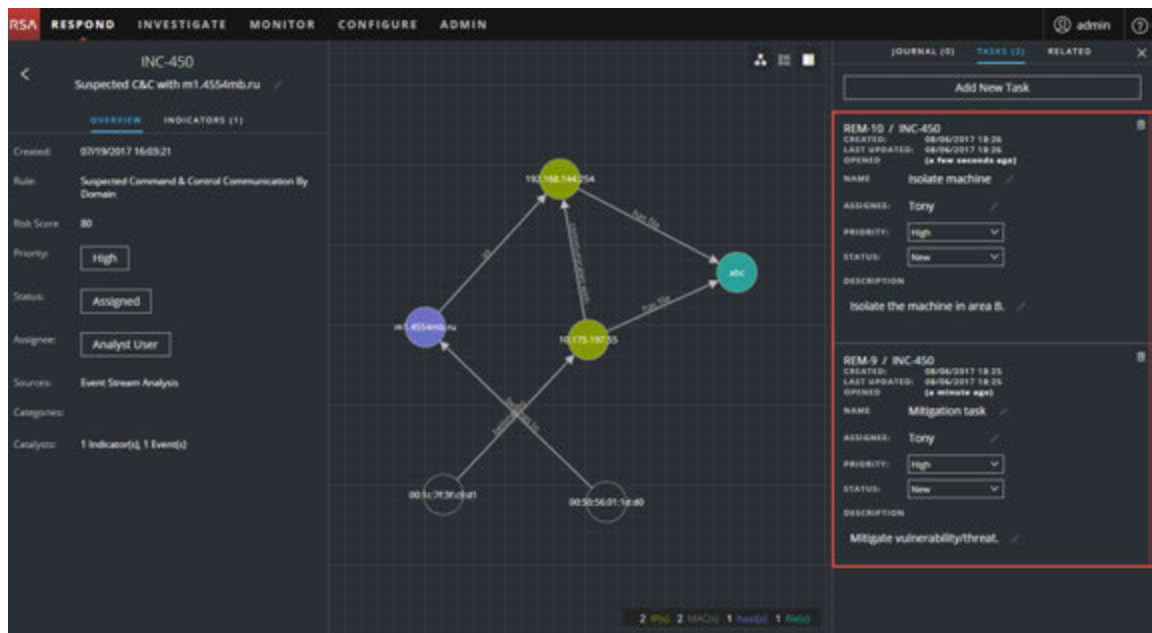 RSA RESPOND INVESTIGATE MONITOR CONFIGURE ADMIN admin ?
INC-450
Suspected C&C with m1.4554mb.ru
OVERVIEW INDICATORS (1)
Created: 07/19/2017 16:03:21
Rule: Suspected Command & Control Communication By
Domain
Risk Score 80
Priority: High
Status: Assigned
Assignee: Analyst User
Sources: Event Stream Analysis
Categories:
Catalysts: 1 Indicator(s), 1 Event(s)
192.168.144.254
as
communicates with
has file
abc
has file
m1.4554mb.ru
10.175.197.55
belongs to
00:50:56:01:1d:d0
2 IP(s) 2 MAC(s) 1 host(s) 1 file(s)
JOURNAL (0) TASKS (2) RELATED
Add New Task
REM-10 / INC-450
CREATED: 08/06/2017 18:26
LAST UPDATED: 08/06/2017 18:26
OPENED (a few seconds ago)
NAME Isolate machine
ASSIGNEE: Tony
PRIORITY: High
STATUS: New
DESCRIPTION
Isolate the machine in area B.
REM-9 / INC-450
CREATED: 08/06/2017 18:25
LAST UPDATED: 08/06/2017 18:25
OPENED (a minute ago)
NAME Mitigation task
ASSIGNEE: Tony
PRIORITY: High
STATUS: New
DESCRIPTION
Mitigate vulnerability/threat.